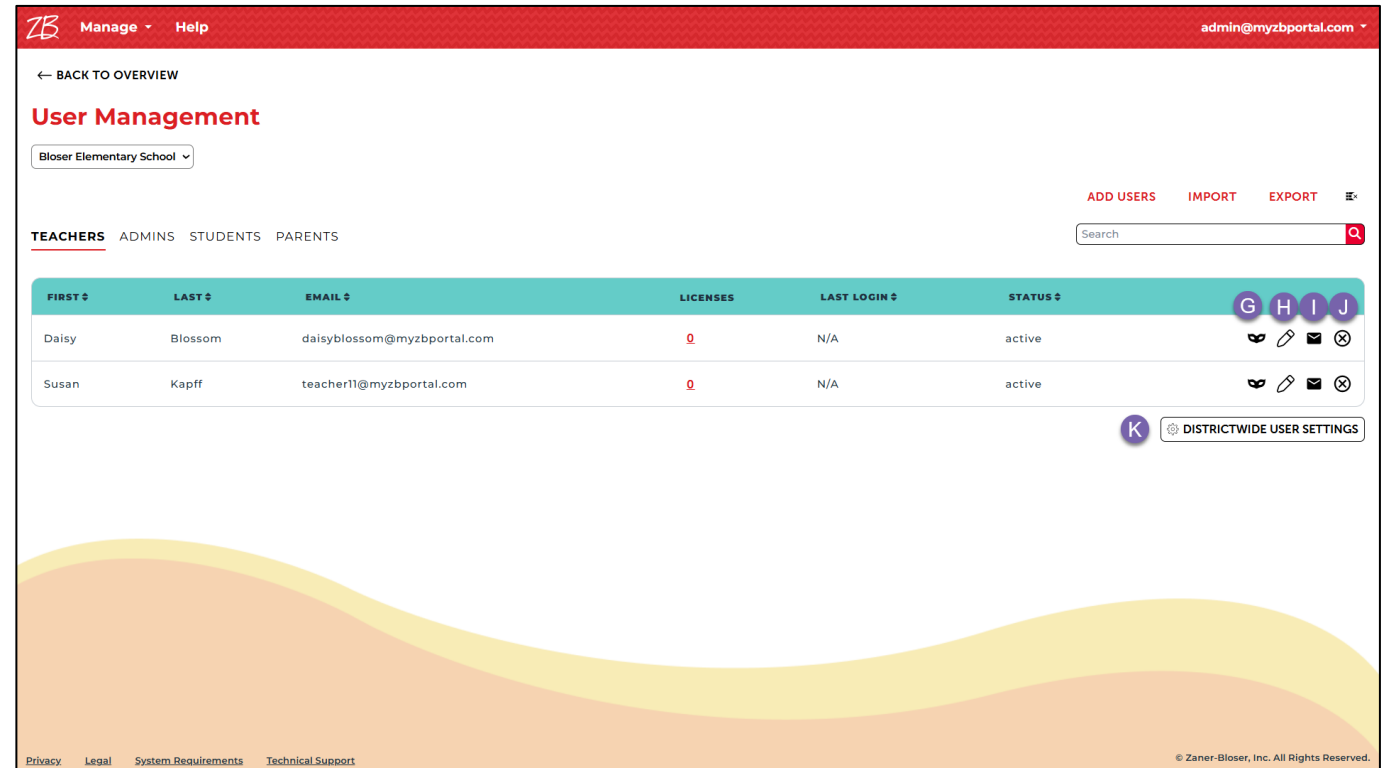 ZB Manage Help admin@myzbportal.com
← BACK TO OVERVIEW
User Management
Bloser Elementary School
ADD USERS IMPORT EXPORT
TEACHERS ADMINS STUDENTS PARENTS Search
FIRST LAST EMAIL LICENSES LAST LOGIN STATUS G H I J
Daisy Blossom daisyblossom@myzbportal.com 0 N/A active
Susan Kapff teacher11@myzbportal.com 0 N/A active
K DISTRICTWIDE USER SETTINGS
Privacy Legal System Requirements Technical Support © Zaner-Bloser, Inc. All Rights Reserved.